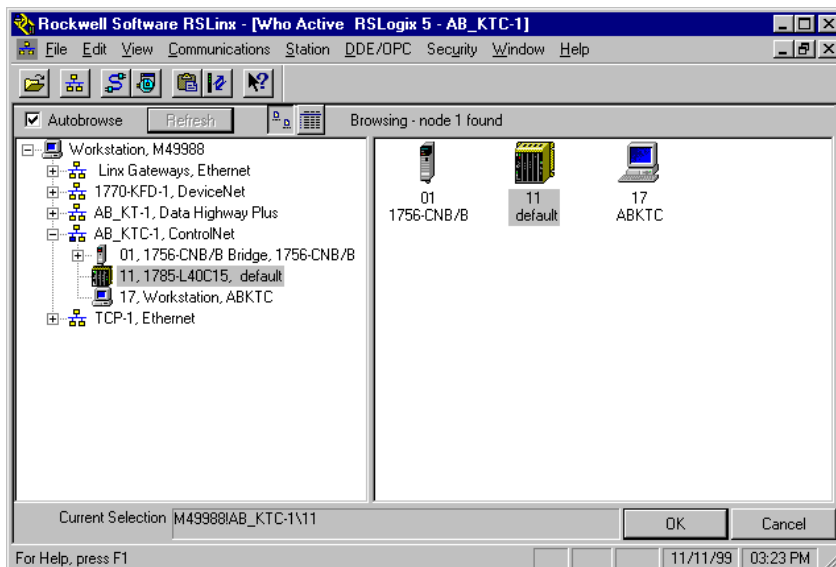 Rockwell Software RSLinx - [Who Active RSLogix 5 - AB_KTC-1]
File Edit View Communications Station DDE/OPC Security Window Help
Autobrowse Refresh Browsing - node 1 found
Workstation, M49988
Linx Gateways, Ethernet
1770-KFD-1, DeviceNet
AB_KT-1, Data Highway Plus
AB_KTC-1, ControlNet
01, 1756-CNB/B Bridge, 1756-CNB/B
11, 1785-L40C15, default
17, Workstation, ABKTC
TCP-1, Ethernet
01
1756-CNB/B
11
default
17
ABKTC
Current Selection M49988!AB_KTC-1\11 OK Cancel
For Help, press F1 11/11/99 03:23 PM